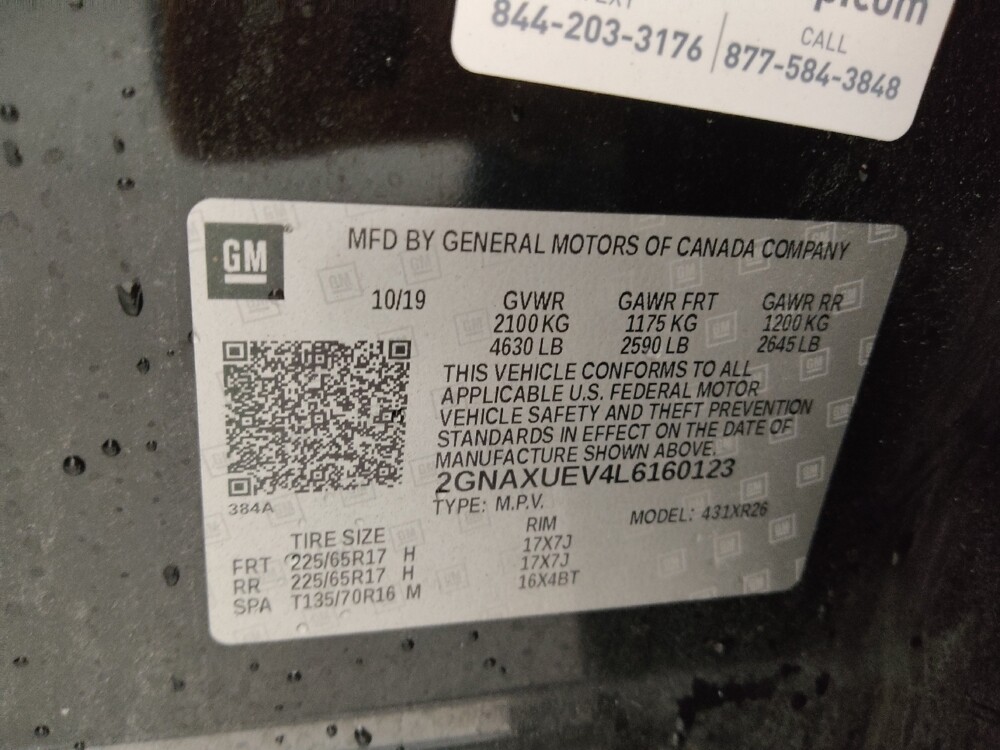 844-203-3176
CALL
877-584-3848
GM
MFD BY GENERAL MOTORS OF CANADA COMPANY
10/19 GVWR GAWR FRT GAWR RR
2100 KG 1175 KG 1200 KG
4630 LB 2590 LB 2645 LB
THIS VEHICLE CONFORMS TO ALL
APPLICABLE U.S. FEDERAL MOTOR
VEHICLE SAFETY AND THEFT PREVENTION
STANDARDS IN EFFECT ON THE DATE OF
MANUFACTURE SHOWN ABOVE.
2GNAXUEV4L6160123
384A
TYPE: M.P.V. MODEL: 431XR26
TIRE SIZE RIM
FRT 225/65R17 H 17X7J
RR 225/65R17 H 17X7J
SPA T135/70R16 M 16X4BT